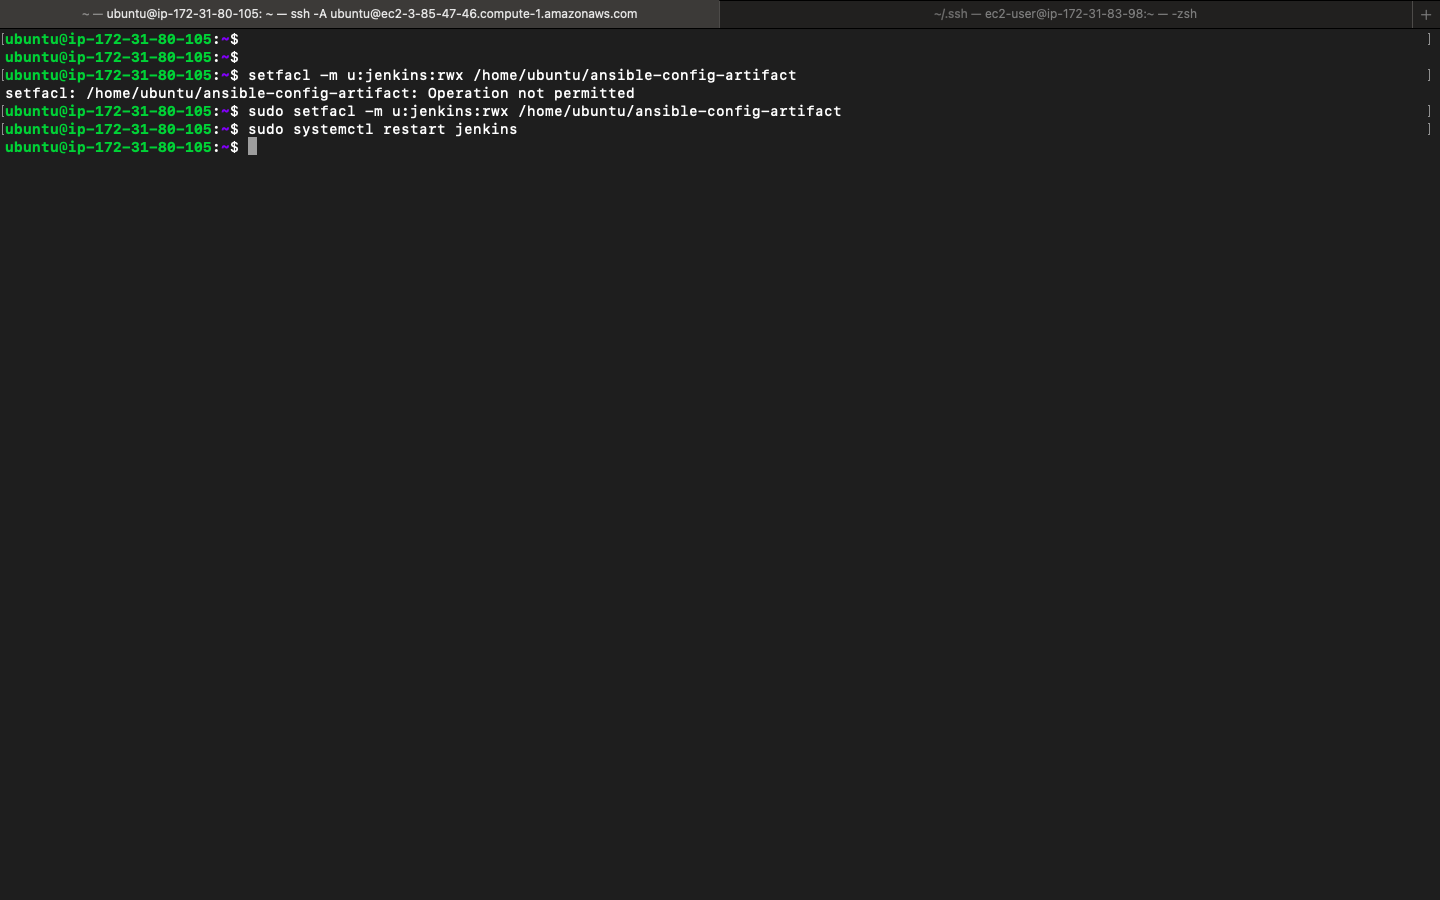 ~ — ubuntu@ip-172-31-80-105: ~ — ssh -A ubuntu@ec2-3-85-47-46.compute-1.amazonaws.com
~/.ssh — ec2-user@ip-172-31-83-98:~ — -zsh
+
[ubuntu@ip-172-31-80-105:~$ ]
ubuntu@ip-172-31-80-105:~$
[ubuntu@ip-172-31-80-105:~$ setfacl -m u:jenkins:rwx /home/ubuntu/ansible-config-artifact ]
setfacl: /home/ubuntu/ansible-config-artifact: Operation not permitted
[ubuntu@ip-172-31-80-105:~$ sudo setfacl -m u:jenkins:rwx /home/ubuntu/ansible-config-artifact ]
[ubuntu@ip-172-31-80-105:~$ sudo systemctl restart jenkins ]
ubuntu@ip-172-31-80-105:~$